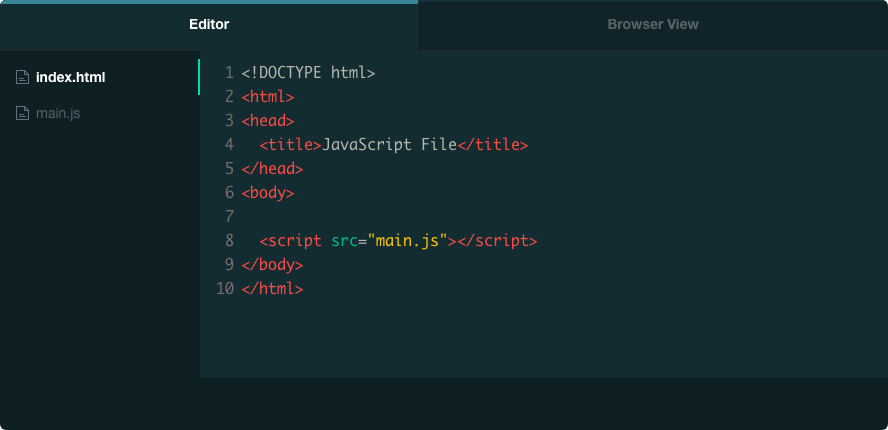 Editor
Browser View
index.html
main.js
1 <!DOCTYPE html>
2 <html>
3 <head>
4   <title>JavaScript File</title>
5 </head>
6 <body>
7
8   <script src="main.js"></script>
9 </body>
10 </html>